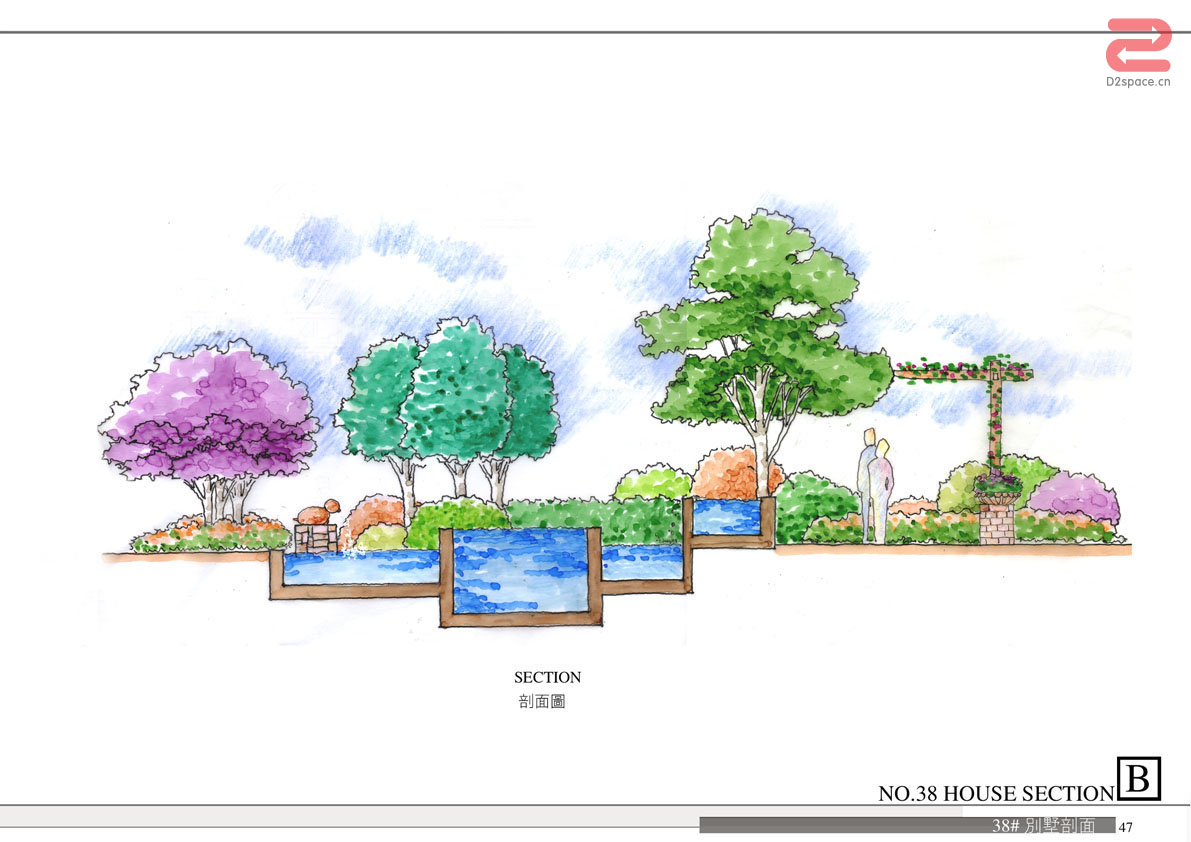 D2space.cn
SECTION
剖面圖
NO.38 HOUSE SECTION B
38# 別墅剖面 47